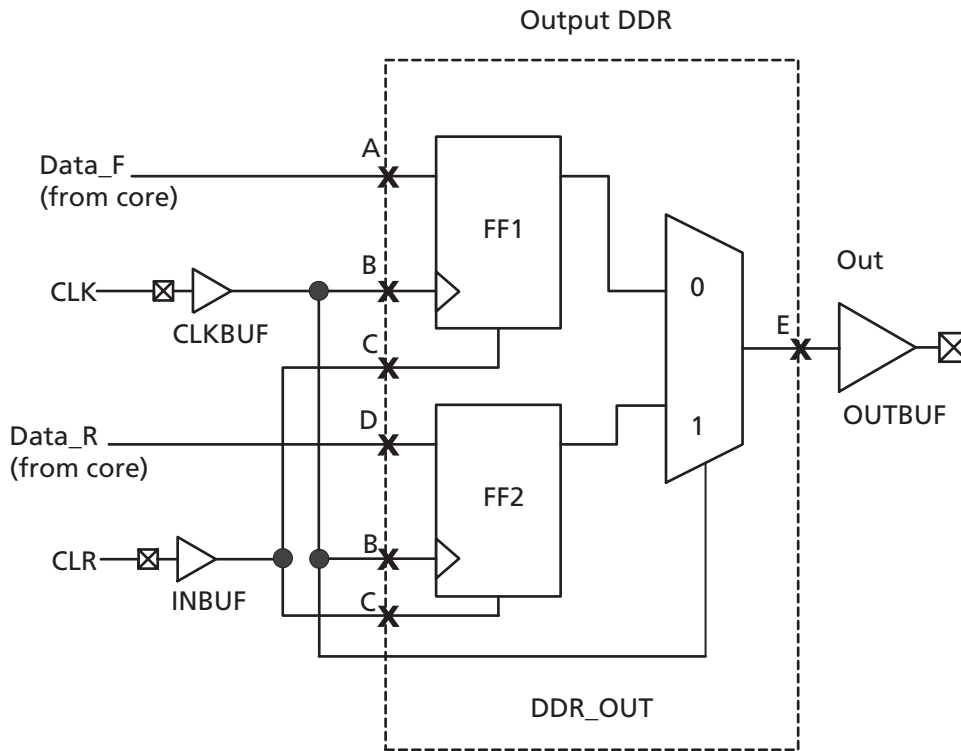 Output DDR
A
Data_F
(from core)
FF1
B
CLK
CLKBUF
0
Out
C
E
D
Data_R
(from core)
1
OUTBUF
FF2
B
CLR
INBUF
C
DDR_OUT